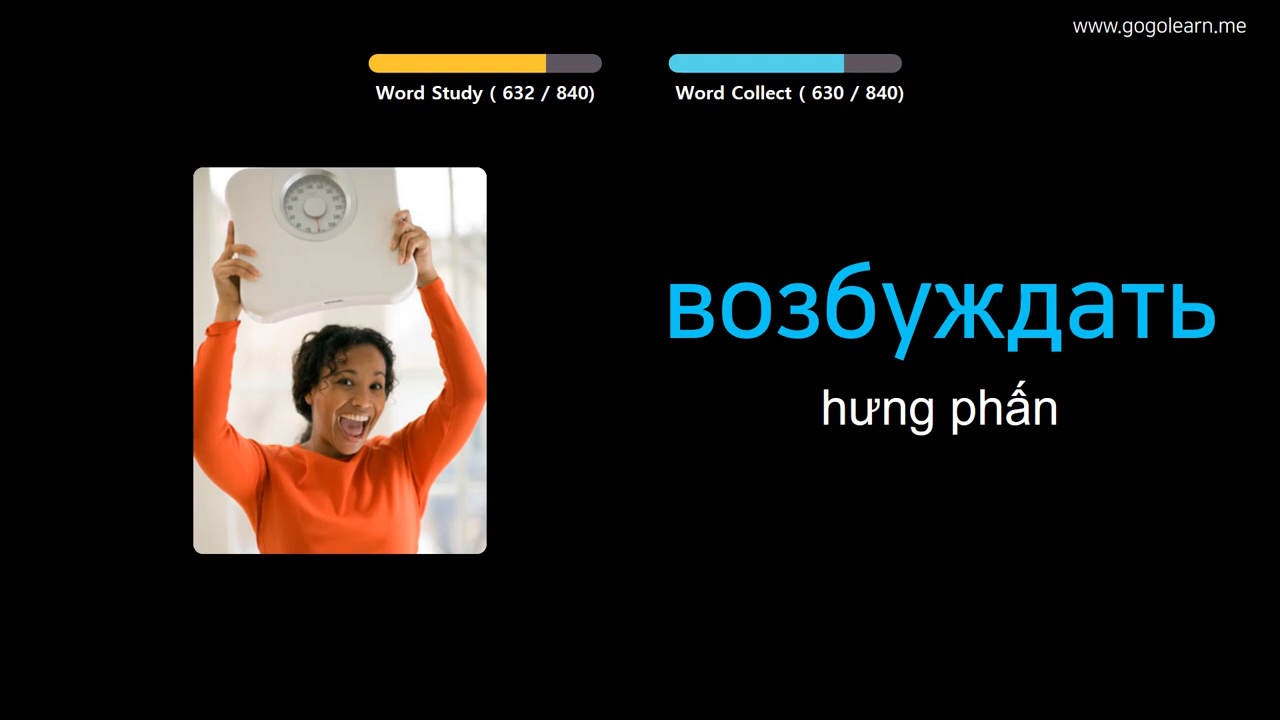 www.gogolearn.me
Word Study ( 632 / 840)
Word Collect ( 630 / 840)
возбуждать
hưng phấn